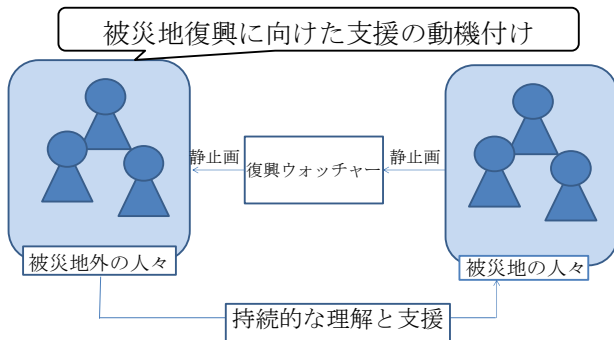 被災地復興に向けた支援の動機付け
静止画
復興ウォッチャー
静止画
被災地外の人々
被災地の人々
持続的な理解と支援